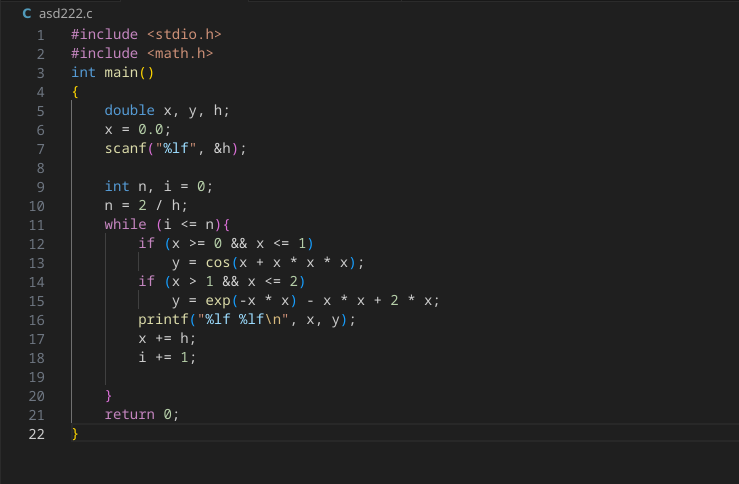 C asd222.c
1 #include <stdio.h>
2 #include <math.h>
3 int main()
4 {
5     double x, y, h;
6     x = 0.0;
7     scanf("%lf", &h);
8
9     int n, i = 0;
10     n = 2 / h;
11     while (i <= n){
12         if (x >= 0 && x <= 1)
13             y = cos(x + x * x * x);
14         if (x > 1 && x <= 2)
15             y = exp(-x * x) - x * x + 2 * x;
16         printf("%lf %lf\n", x, y);
17         x += h;
18         i += 1;
19
20     }
21     return 0;
22 }